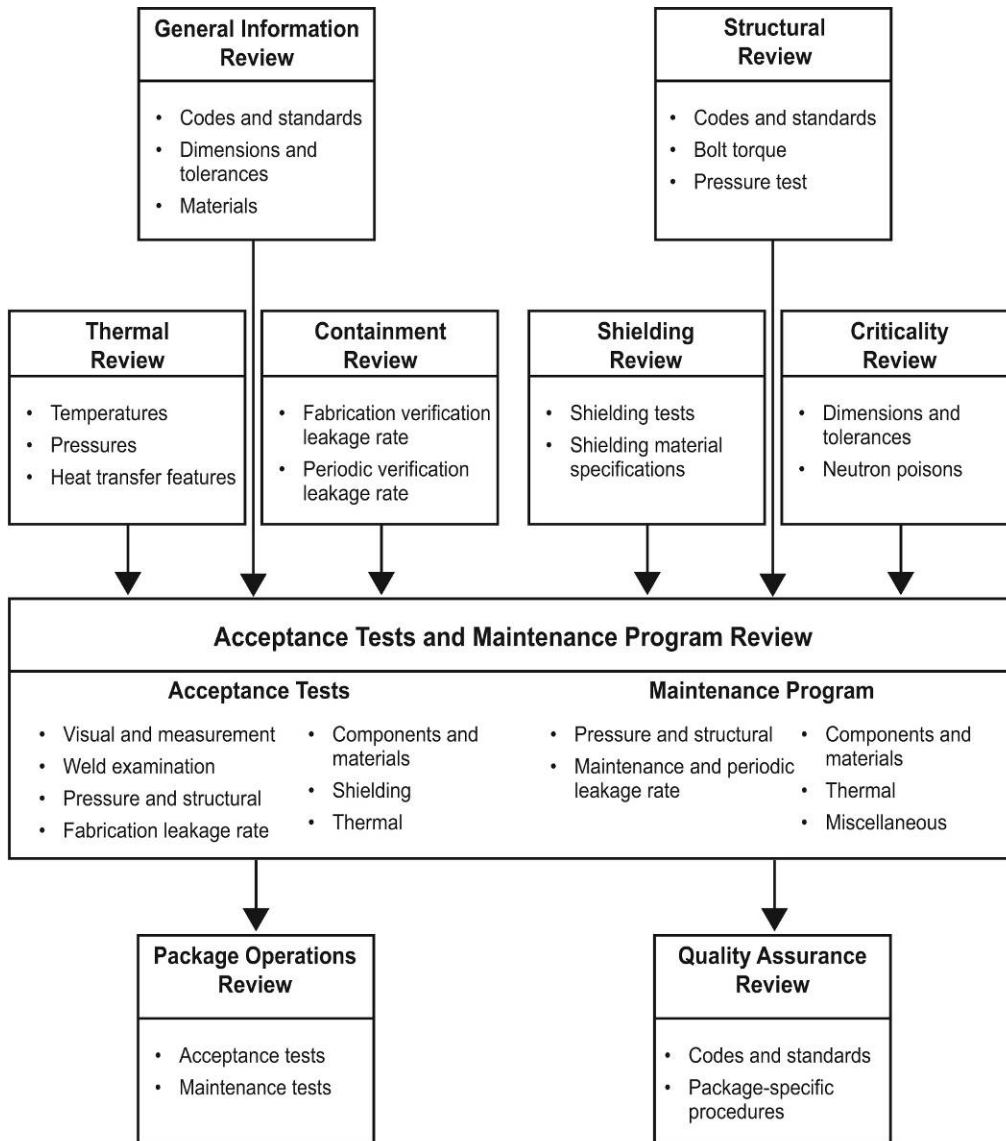 General Information
Review
• Codes and standards
• Dimensions and
tolerances
• Materials
Structural
Review
• Codes and standards
• Bolt torque
• Pressure test
Thermal
Review
• Temperatures
• Pressures
• Heat transfer features
Containment
Review
• Fabrication verification
leakage rate
• Periodic verification
leakage rate
Shielding
Review
• Shielding tests
• Shielding material
specifications
Criticality
Review
• Dimensions and
tolerances
• Neutron poisons
Acceptance Tests and Maintenance Program Review
Acceptance Tests
• Visual and measurement
• Weld examination
• Pressure and structural
• Fabrication leakage rate
• Components and
materials
• Shielding
• Thermal
Maintenance Program
• Pressure and structural
• Maintenance and periodic
leakage rate
• Components and
materials
• Thermal
• Miscellaneous
Package Operations
Review
• Acceptance tests
• Maintenance tests
Quality Assurance
Review
• Codes and standards
• Package-specific
procedures